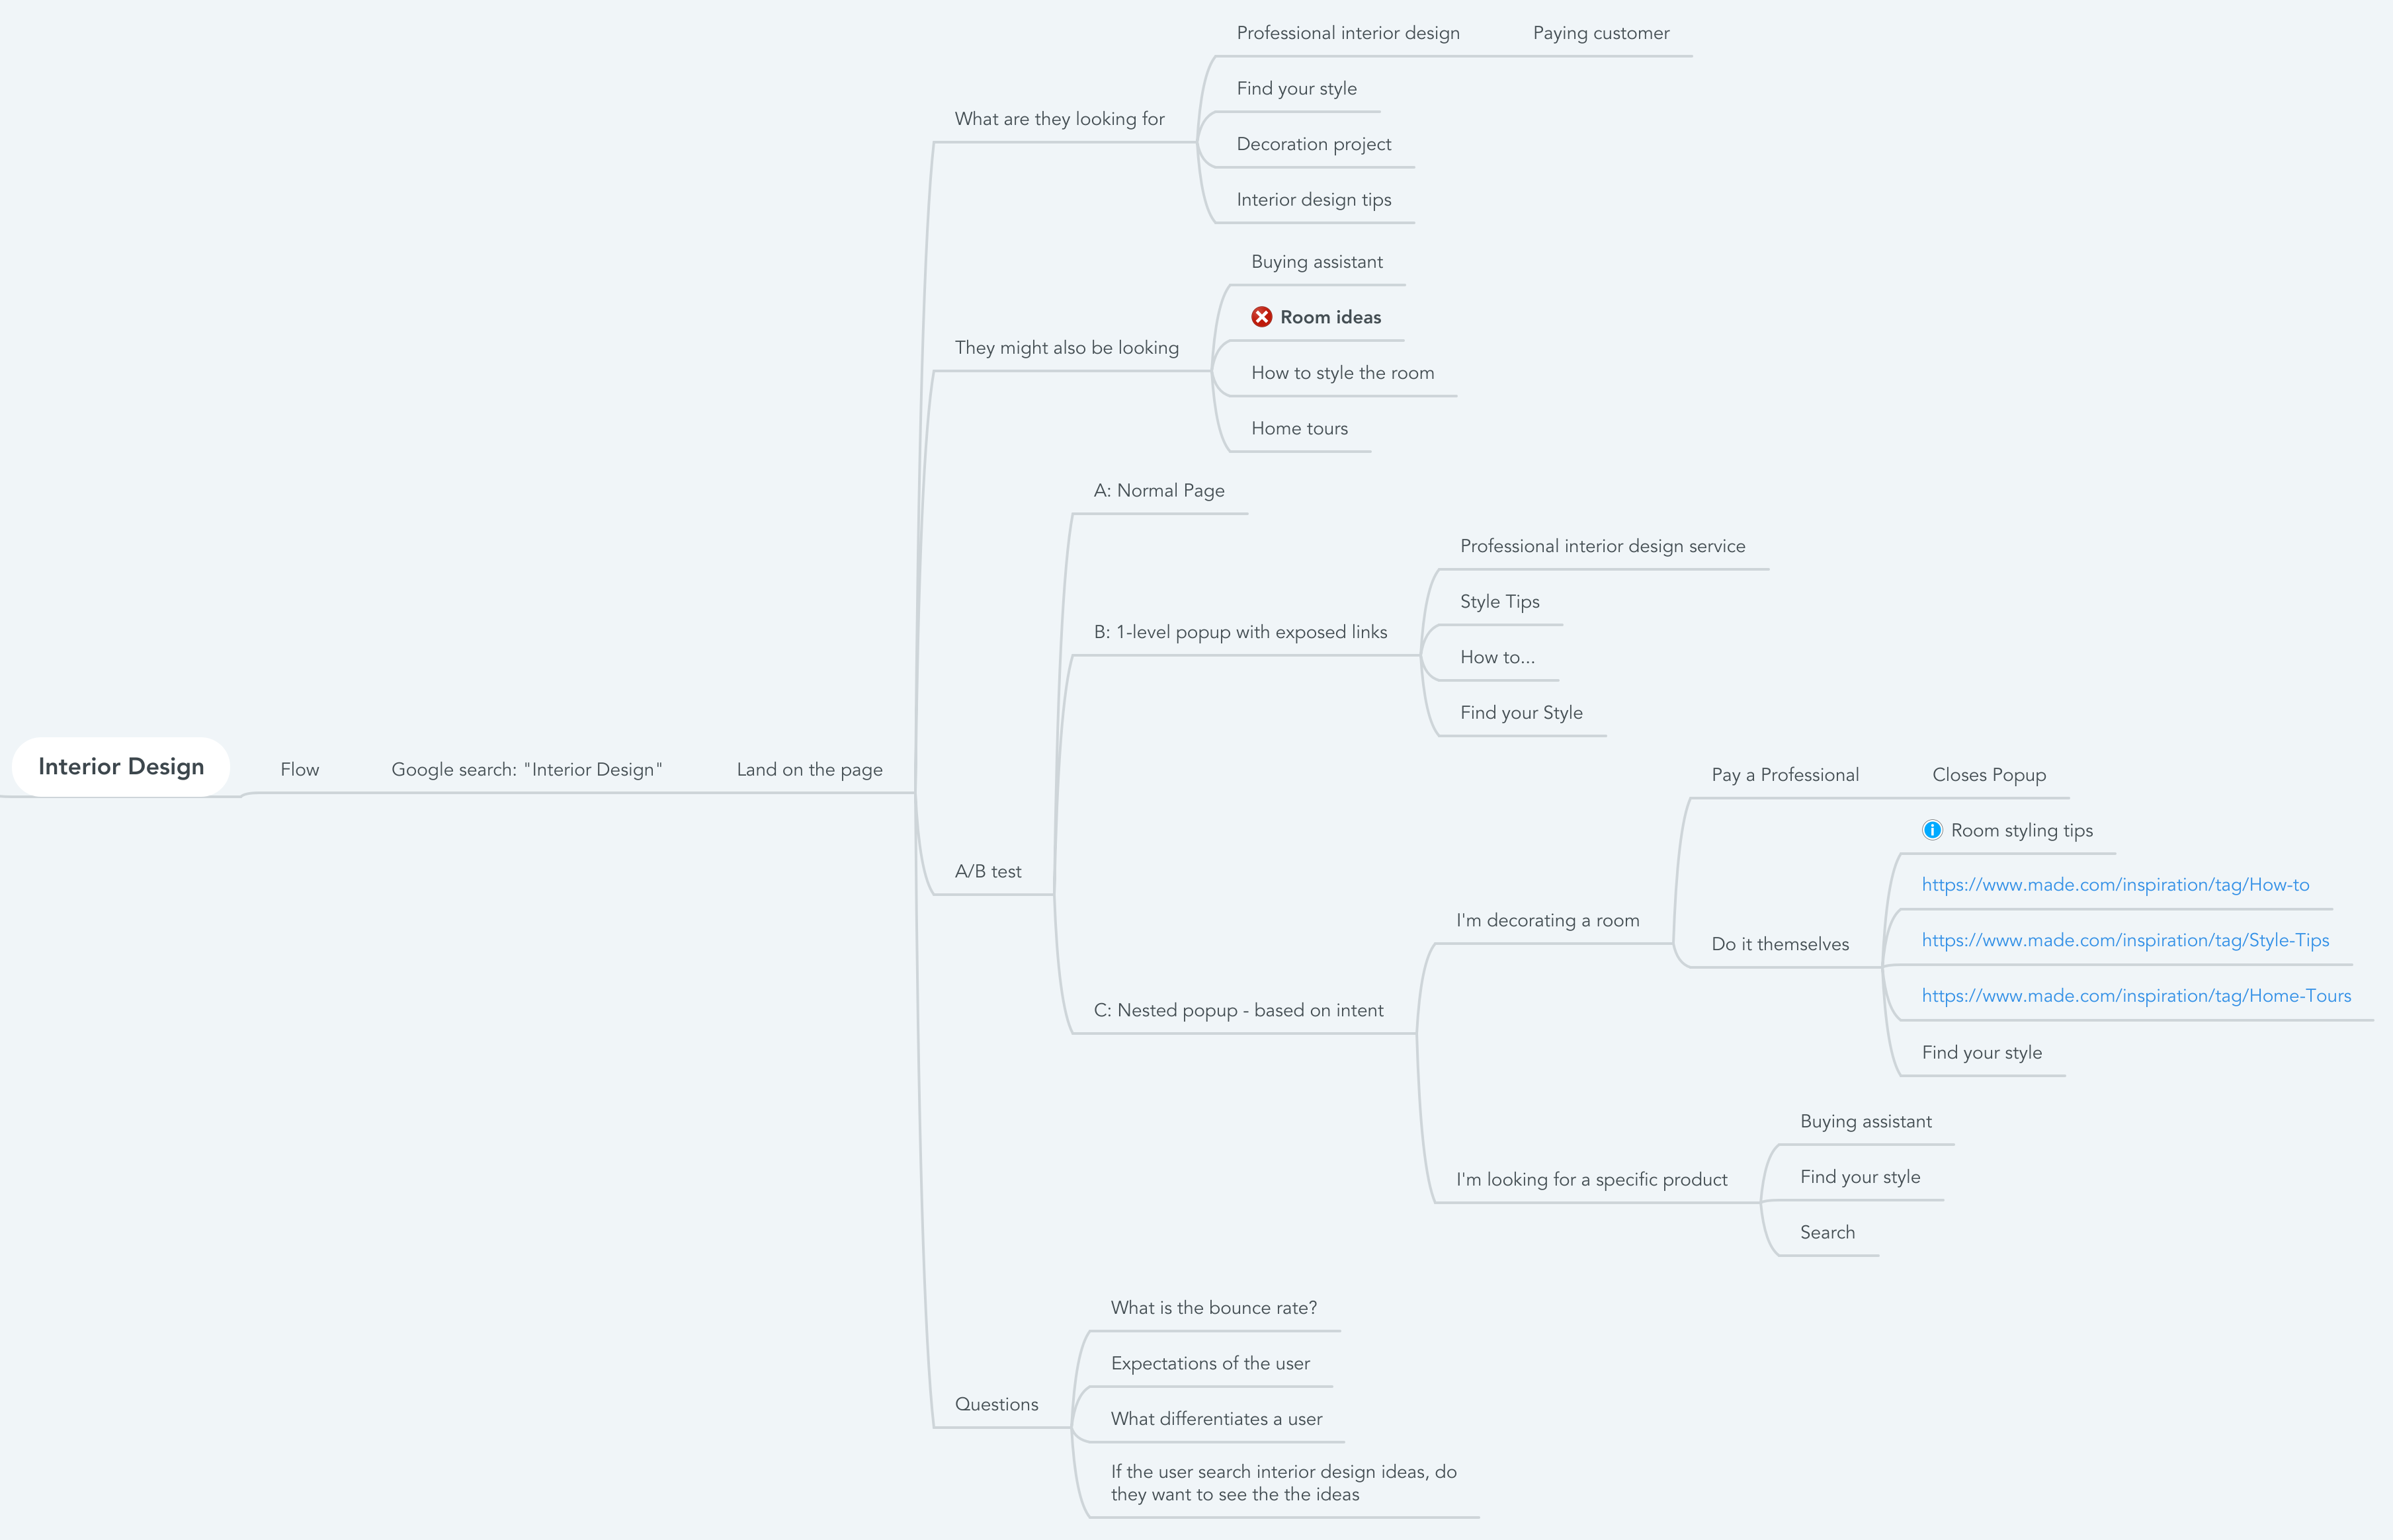 Interior Design
Flow
Google search: "Interior Design"
Land on the page
What are they looking for
Professional interior design
Paying customer
Find your style
Decoration project
Interior design tips
They might also be looking
Buying assistant
Room ideas
How to style the room
Home tours
A/B test
A: Normal Page
B: 1-level popup with exposed links
Professional interior design service
Style Tips
How to...
Find your Style
C: Nested popup - based on intent
I'm decorating a room
Pay a Professional
Closes Popup
Do it themselves
Room styling tips
https://www.made.com/inspiration/tag/How-to
https://www.made.com/inspiration/tag/Style-Tips
https://www.made.com/inspiration/tag/Home-Tours
Find your style
I'm looking for a specific product
Buying assistant
Find your style
Search
Questions
What is the bounce rate?
Expectations of the user
What differentiates a user
If the user search interior design ideas, do
they want to see the the ideas